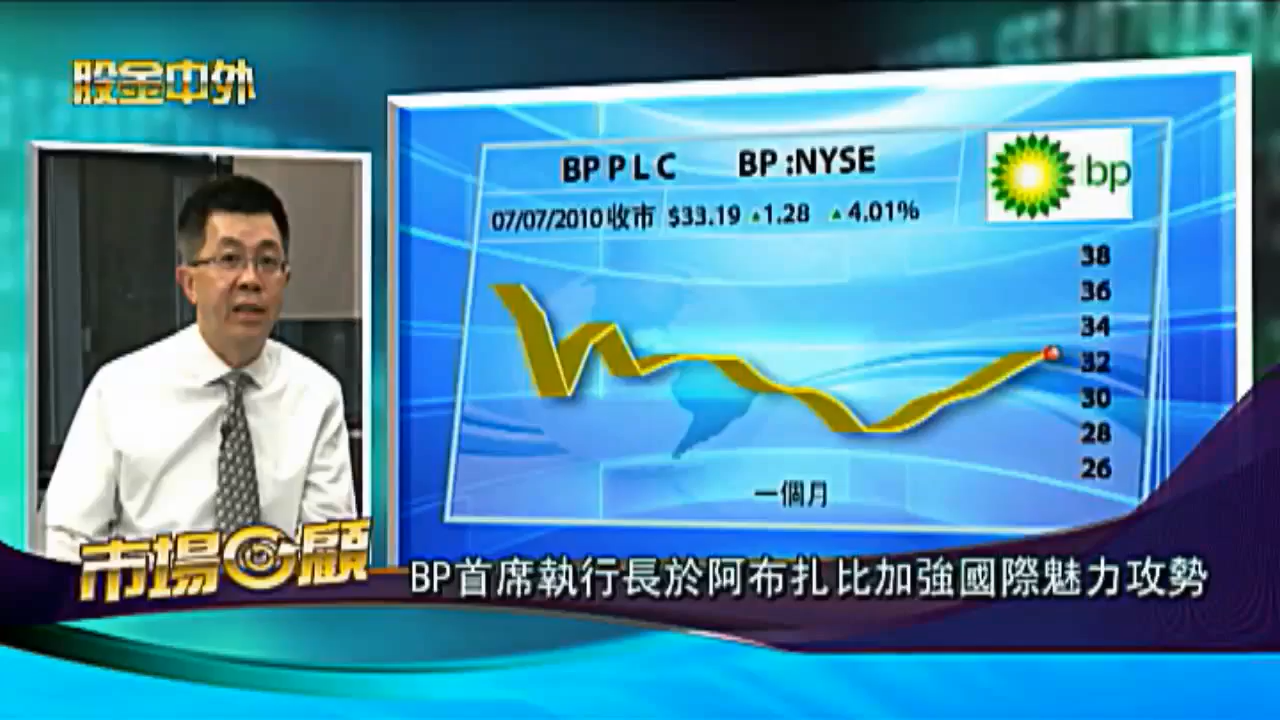 股金中外
BP PLC BP :NYSE
bp
07/07/2010 收市 $33.19 ▲1.28 ▲4.01%
38
36
34
32
30
28
26
一個月
市場回顧
BP首席執行長於阿布扎比加強國際魅力攻勢